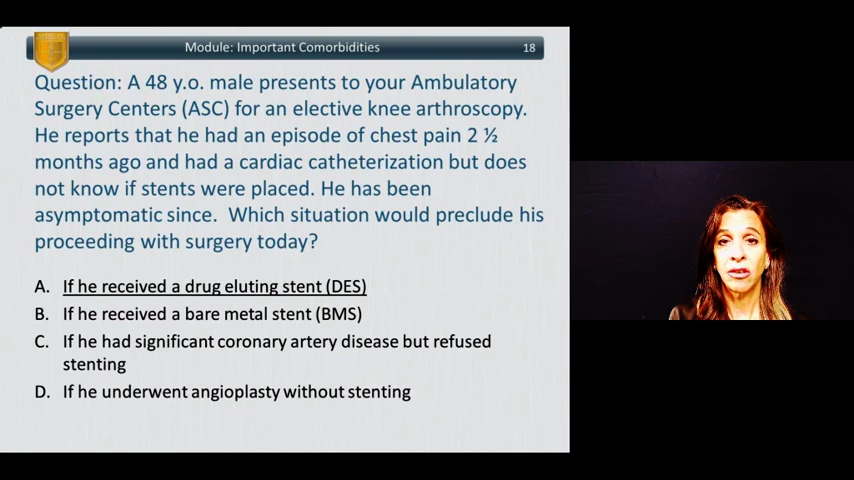 Module: Important Comorbidities
18
Question: A 48 y.o. male presents to your Ambulatory
Surgery Centers (ASC) for an elective knee arthroscopy.
He reports that he had an episode of chest pain 2 ½
months ago and had a cardiac catheterization but does
not know if stents were placed. He has been
asymptomatic since.  Which situation would preclude his
proceeding with surgery today?
A. If he received a drug eluting stent (DES)
B. If he received a bare metal stent (BMS)
C. If he had significant coronary artery disease but refused
stenting
D. If he underwent angioplasty without stenting